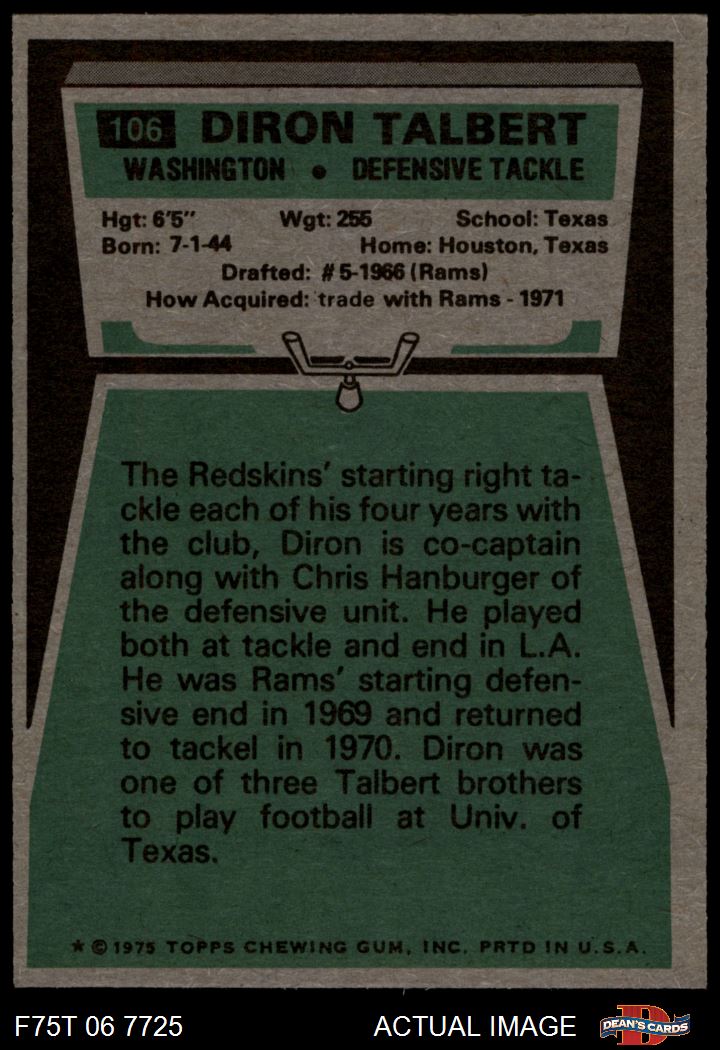 106 DIRON TALBERT
WASHINGTON • DEFENSIVE TACKLE
Hgt: 6'5" Wgt: 255 School: Texas
Born: 7-1-44 Home: Houston, Texas
Drafted: #5-1966 (Rams)
How Acquired: trade with Rams - 1971
The Redskins' starting right ta-
ckle each of his four years with
the club, Diron is co-captain
along with Chris Hanburger of
the defensive unit. He played
both at tackle and end in L.A.
He was Rams' starting defen-
sive end in 1969 and returned
to tackel in 1970. Diron was
one of three Talbert brothers
to play football at Univ. of
Texas.
★ © 1975 TOPPS CHEWING GUM, INC. PRTD IN U.S.A.
F75T 06 7725 ACTUAL IMAGE DEAN'S CARDS